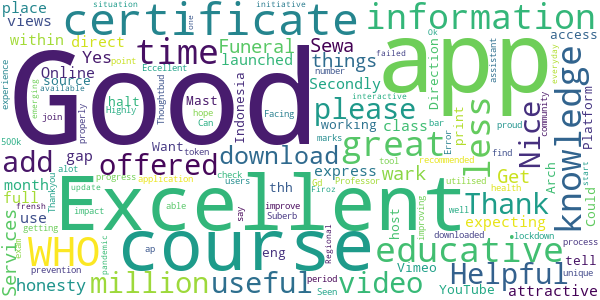 Good
app
Excellent
course
certificate
information
time
knowledge
WHO
great
please
less
Thank
educative
Helpful
offered
download
useful
video
million
add
Nice
Funeral
Sewa
things
Secondly
launched
views
within
direct
place
Yes
Online
source
halt
Highly
Mast
Indonesia
working
class
Direction
Platform
access
situation
initiative
one
experience
available
point
Eccellent
Thoughtbud
number
Facing
Ok
failed
assistant
everyday
community
emerging
join
properly
hope
Can
interactive
marks
bar
Error
print
proud
500k
gap
Want
token
tool
recommended
find
Get
Arch
Could
start
month
Thankyou
alot
progress
application
check
express
wark
Professor
utilised
health
expecting
full
frensh
update
users
thh
Gd
Firoz
use
impact
able
say
improve
Suberb
host
improving
well
downloaded
lockdown
process
Services
getting
exam
pandemic
ap
eng
Regional
period
Seen
Vimeo
YouTube
tell
unique
attractive
honesty
prevention